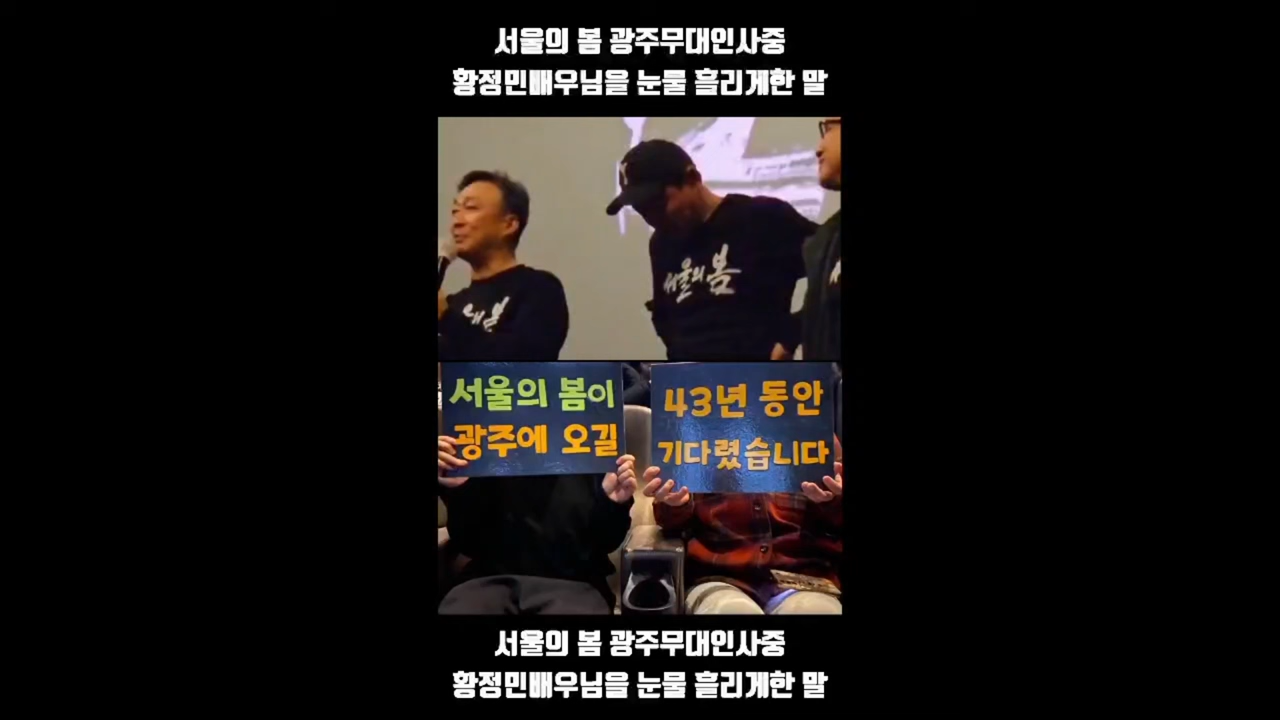 서울의 봄 광주무대인사중
황정민배우님을 눈물 흘리게한 말
서울의 봄
서울의 봄이
광주에 오길
43년 동안
기다렸습니다
서울의 봄 광주무대인사중
황정민배우님을 눈물 흘리게한 말